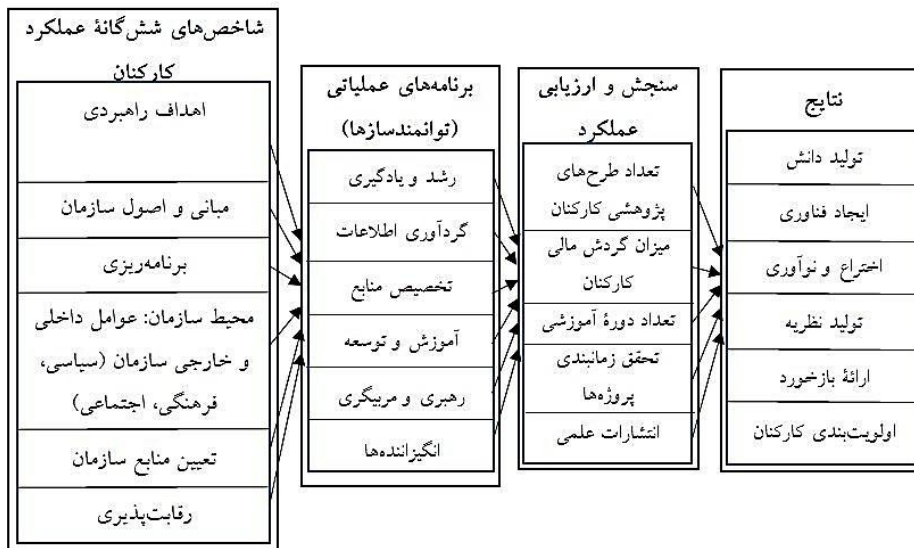 شاخص‌های شش‌گانهٔ عملکرد
کارکنان
اهداف راهبردی
مبانی و اصول سازمان
برنامه‌ریزی
محیط سازمان: عوامل داخلی
و خارجی سازمان (سیاسی،
فرهنگی، اجتماعی)
تعیین منابع سازمان
رقابت‌پذیری
برنامه‌های عملیاتی
(توانمندسازها)
رشد و یادگیری
گردآوری اطلاعات
تخصیص منابع
آموزش و توسعه
رهبری و مربیگری
انگیزاننده‌ها
سنجش و ارزیابی
عملکرد
تعداد طرح‌های
پژوهشی کارکنان
میزان گردش مالی
کارکنان
تعداد دورهٔ آموزشی
تحقق زمانبندی
پروژه‌ها
انتشارات علمی
نتایج
تولید دانش
ایجاد فناوری
اختراع و نوآوری
تولید نظریه
ارائهٔ بازخورد
اولویت‌بندی کارکنان